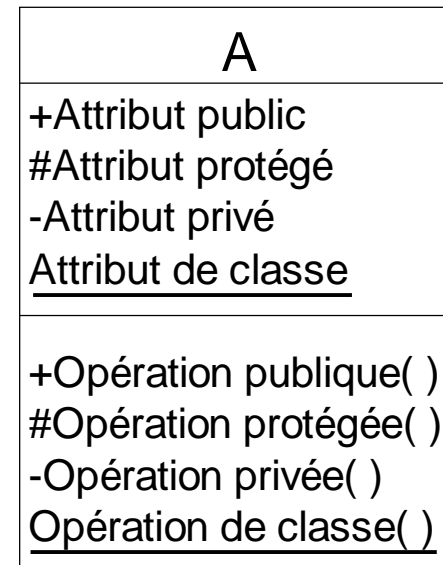 A
+Attribut public
#Attribut protégé
-Attribut privé
Attribut de classe
+Opération publique( )
#Opération protégée( )
-Opération privée( )
Opération de classe( )